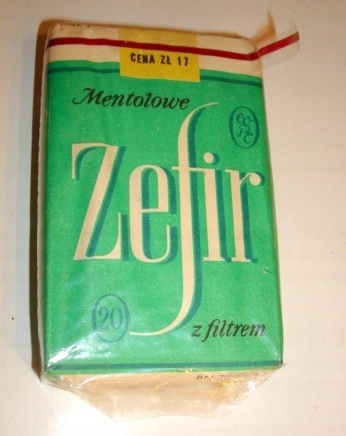 CENA ZŁ 17
Mentolowe
Zefir
20
z filtrem